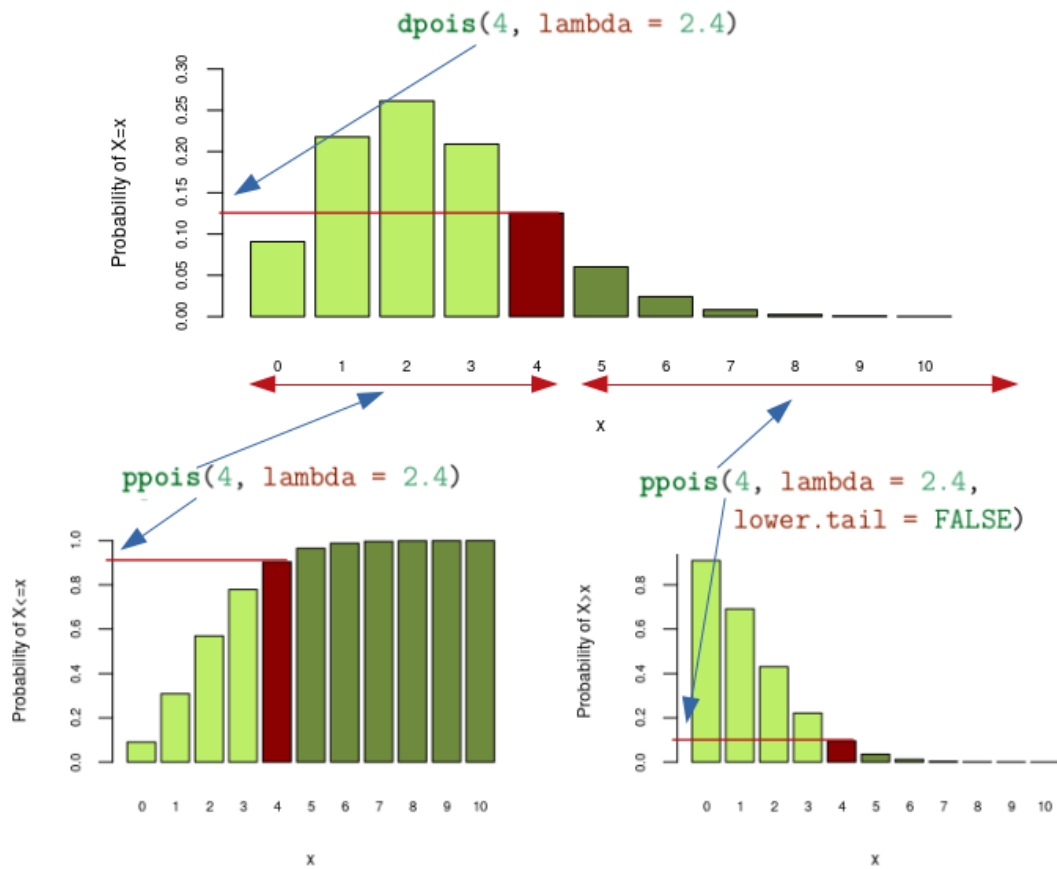 dpois(4, lambda = 2.4)
Probability of X=x
0.30
0.25
0.20
0.15
0.10
0.05
0.00
0 1 2 3 4 5 6 7 8 9 10
x
ppois(4, lambda = 2.4)
Probability of X<=x
1.0
0.8
0.6
0.4
0.2
0.0
0 1 2 3 4 5 6 7 8 9 10
x
ppois(4, lambda = 2.4,
lower.tail = FALSE)
Probability of X>x
0.8
0.6
0.4
0.2
0.0
0 1 2 3 4 5 6 7 8 9 10
x